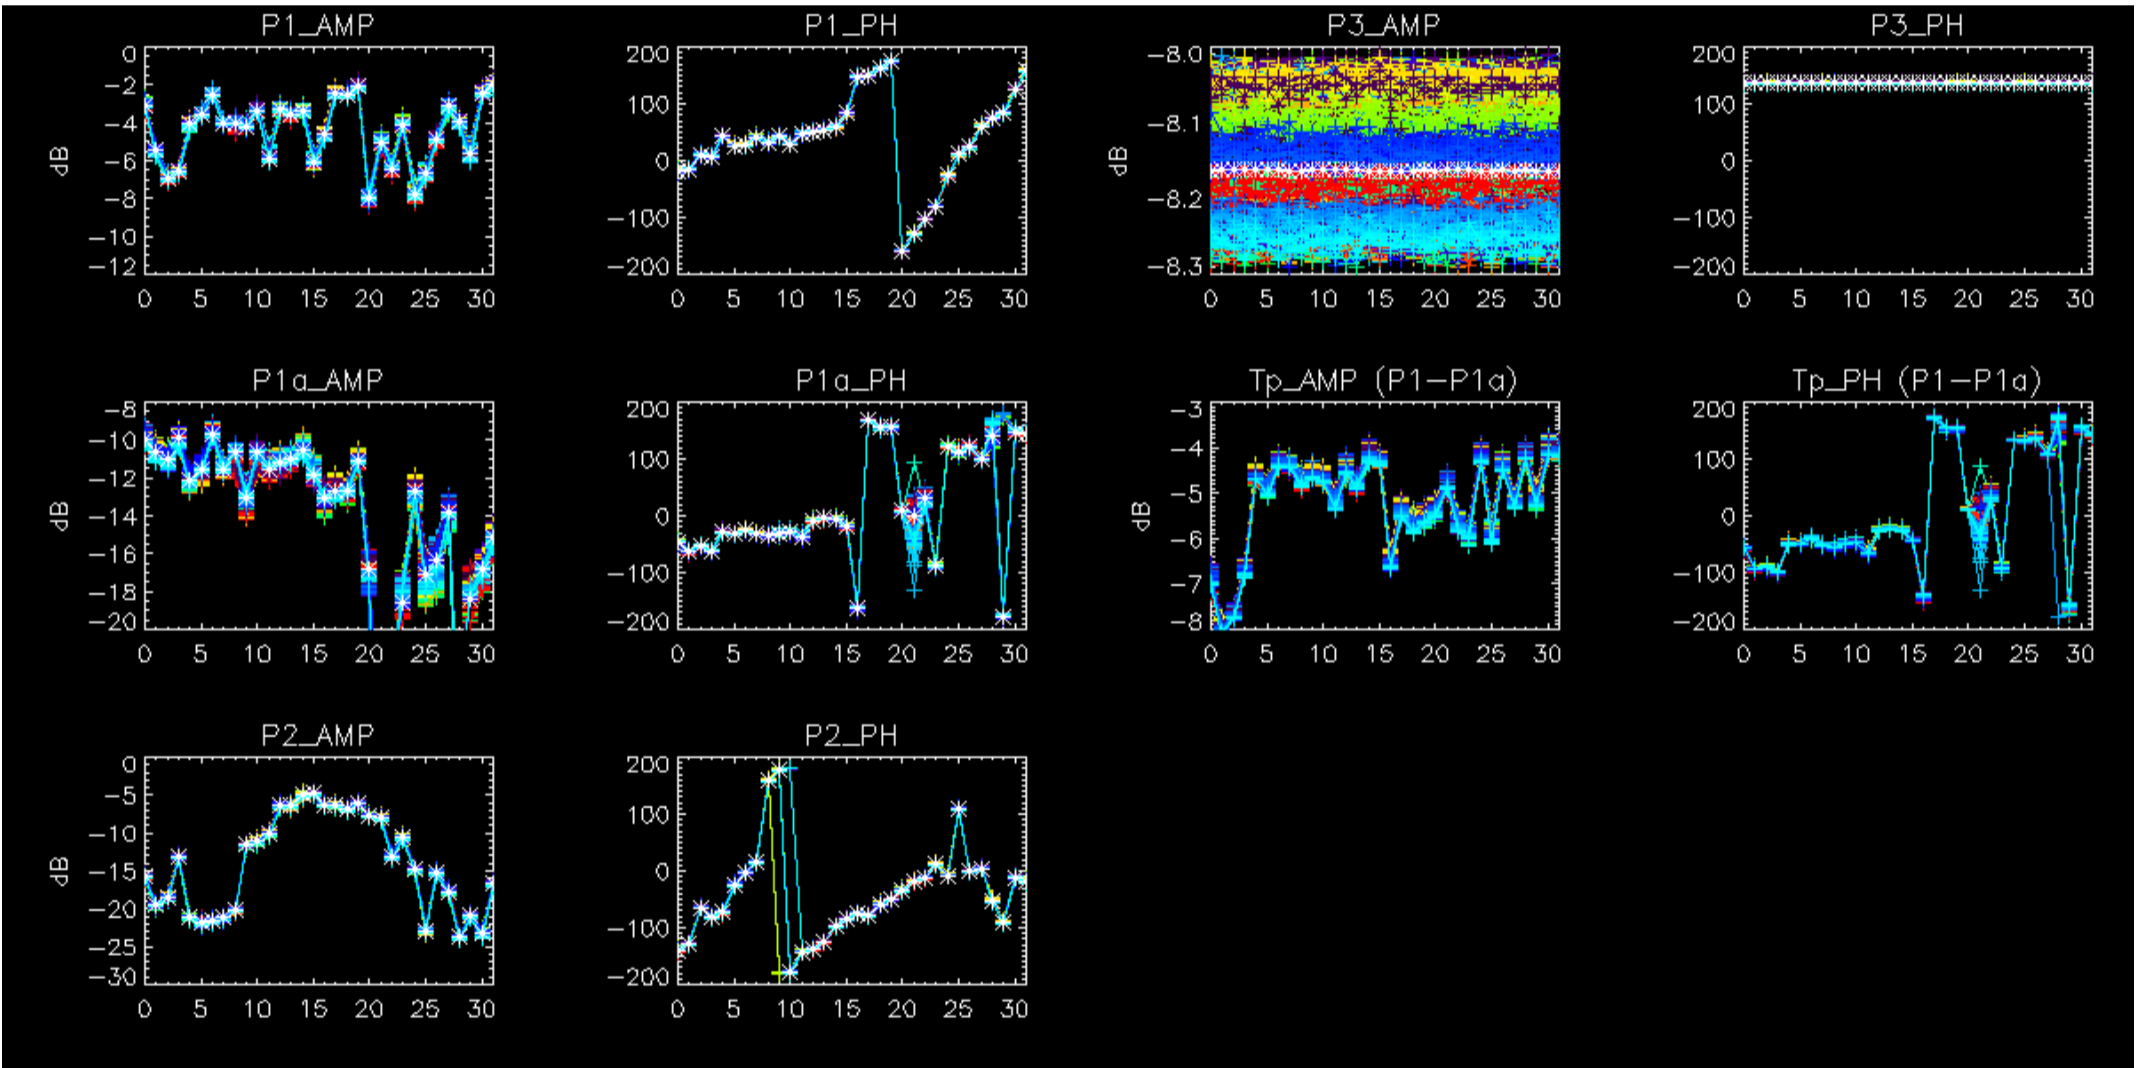 P1_AMP
0
−2
−4
−6
−8
−10
−12
dB
0 5 10 15 20 25 30
P1_PH
200
100
0
−100
−200
0 5 10 15 20 25 30
P3_AMP
−8.0
−8.1
−8.2
−8.3
dB
0 5 10 15 20 25 30
P3_PH
200
100
0
−100
−200
0 5 10 15 20 25 30
P1a_AMP
−8
−10
−12
−14
−16
−18
−20
dB
0 5 10 15 20 25 30
P1a_PH
200
100
0
−100
−200
0 5 10 15 20 25 30
Tp_AMP (P1−P1a)
−3
−4
−5
−6
−7
−8
dB
0 5 10 15 20 25 30
Tp_PH (P1−P1a)
200
100
0
−100
−200
0 5 10 15 20 25 30
P2_AMP
0
−5
−10
−15
−20
−25
−30
dB
0 5 10 15 20 25 30
P2_PH
200
100
0
−100
−200
0 5 10 15 20 25 30